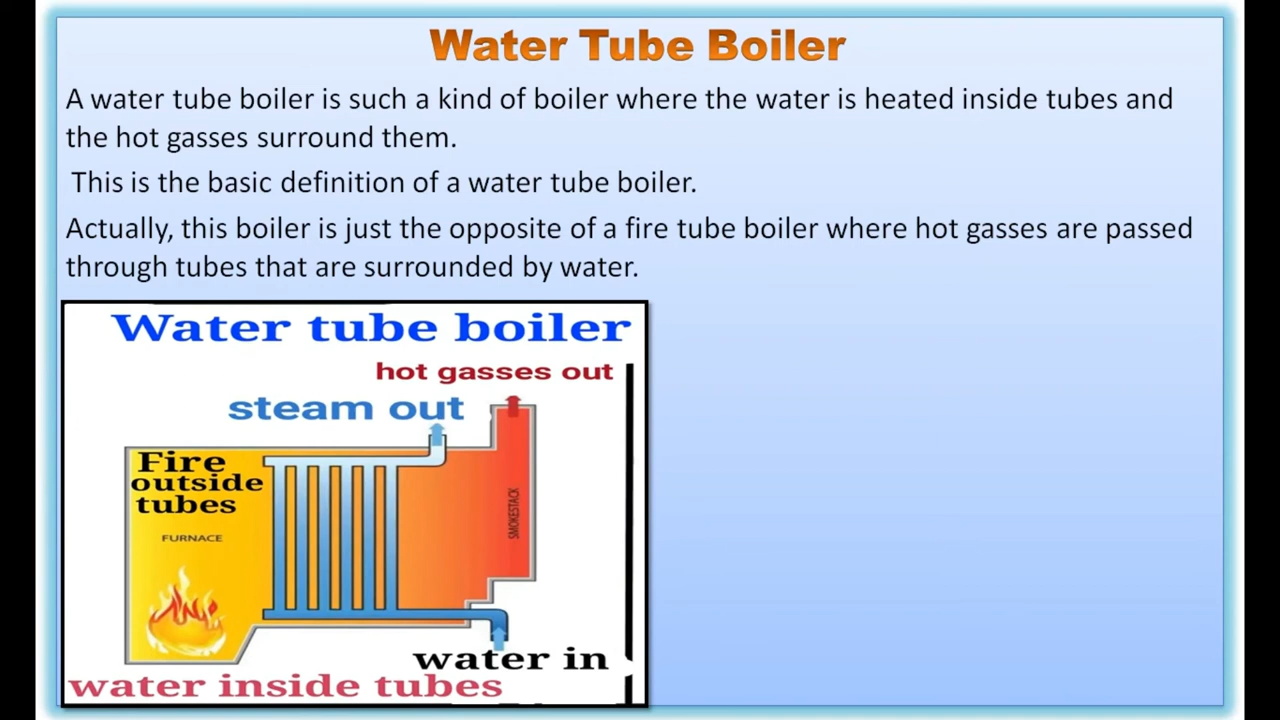 Water Tube Boiler
A water tube boiler is such a kind of boiler where the water is heated inside tubes and
the hot gasses surround them.
This is the basic definition of a water tube boiler.
Actually, this boiler is just the opposite of a fire tube boiler where hot gasses are passed
through tubes that are surrounded by water.
Water tube boiler
hot gasses out
steam out
Fire
outside
tubes
FURNACE
SMOKESTACK
water in
water inside tubes